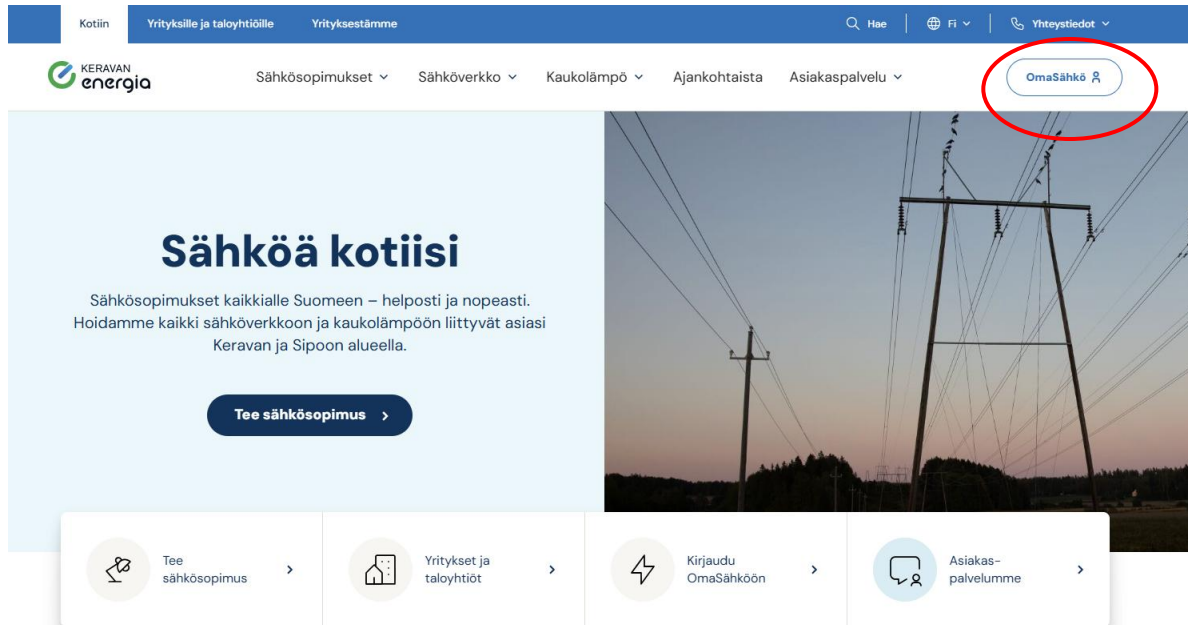 Kotiin
Yrityksille ja taloyhtiöille
Yrityksestämme
Hae
Fi
Yhteystiedot
KERAVAN
energia
Sähkösopimukset
Sähköverkko
Kaukolämpö
Ajankohtaista
Asiakaspalvelu
OmaSähkö
Sähköä kotiisi
Sähkösopimukset kaikkialle Suomeen – helposti ja nopeasti.
Hoidamme kaikki sähköverkkoon ja kaukolämpöön liittyvät asiasi
Keravan ja Sipoon alueella.
Tee sähkösopimus
Tee
sähkösopimus
Yritykset ja
taloyhtiöt
Kirjaudu
OmaSähköön
Asiakas-
palvelumme